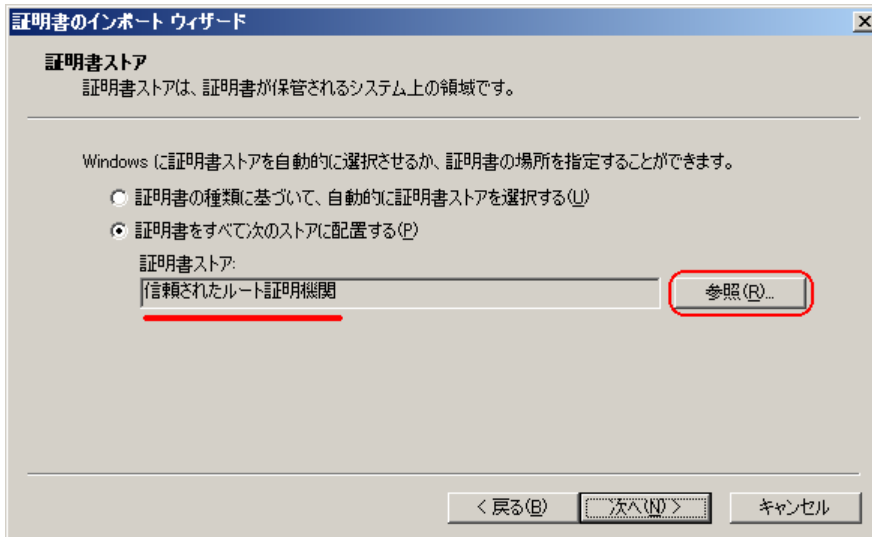 証明書のインポート ウィザード
証明書ストア
証明書ストアは、証明書が保管されるシステム上の領域です。
Windows に証明書ストアを自動的に選択させるか、証明書の場所を指定することができます。
証明書の種類に基づいて、自動的に証明書ストアを選択する(U)
証明書をすべて次のストアに配置する(P)
証明書ストア:
信頼されたルート証明機関
参照(R)...
< 戻る(B)
次へ(N) >
キャンセル